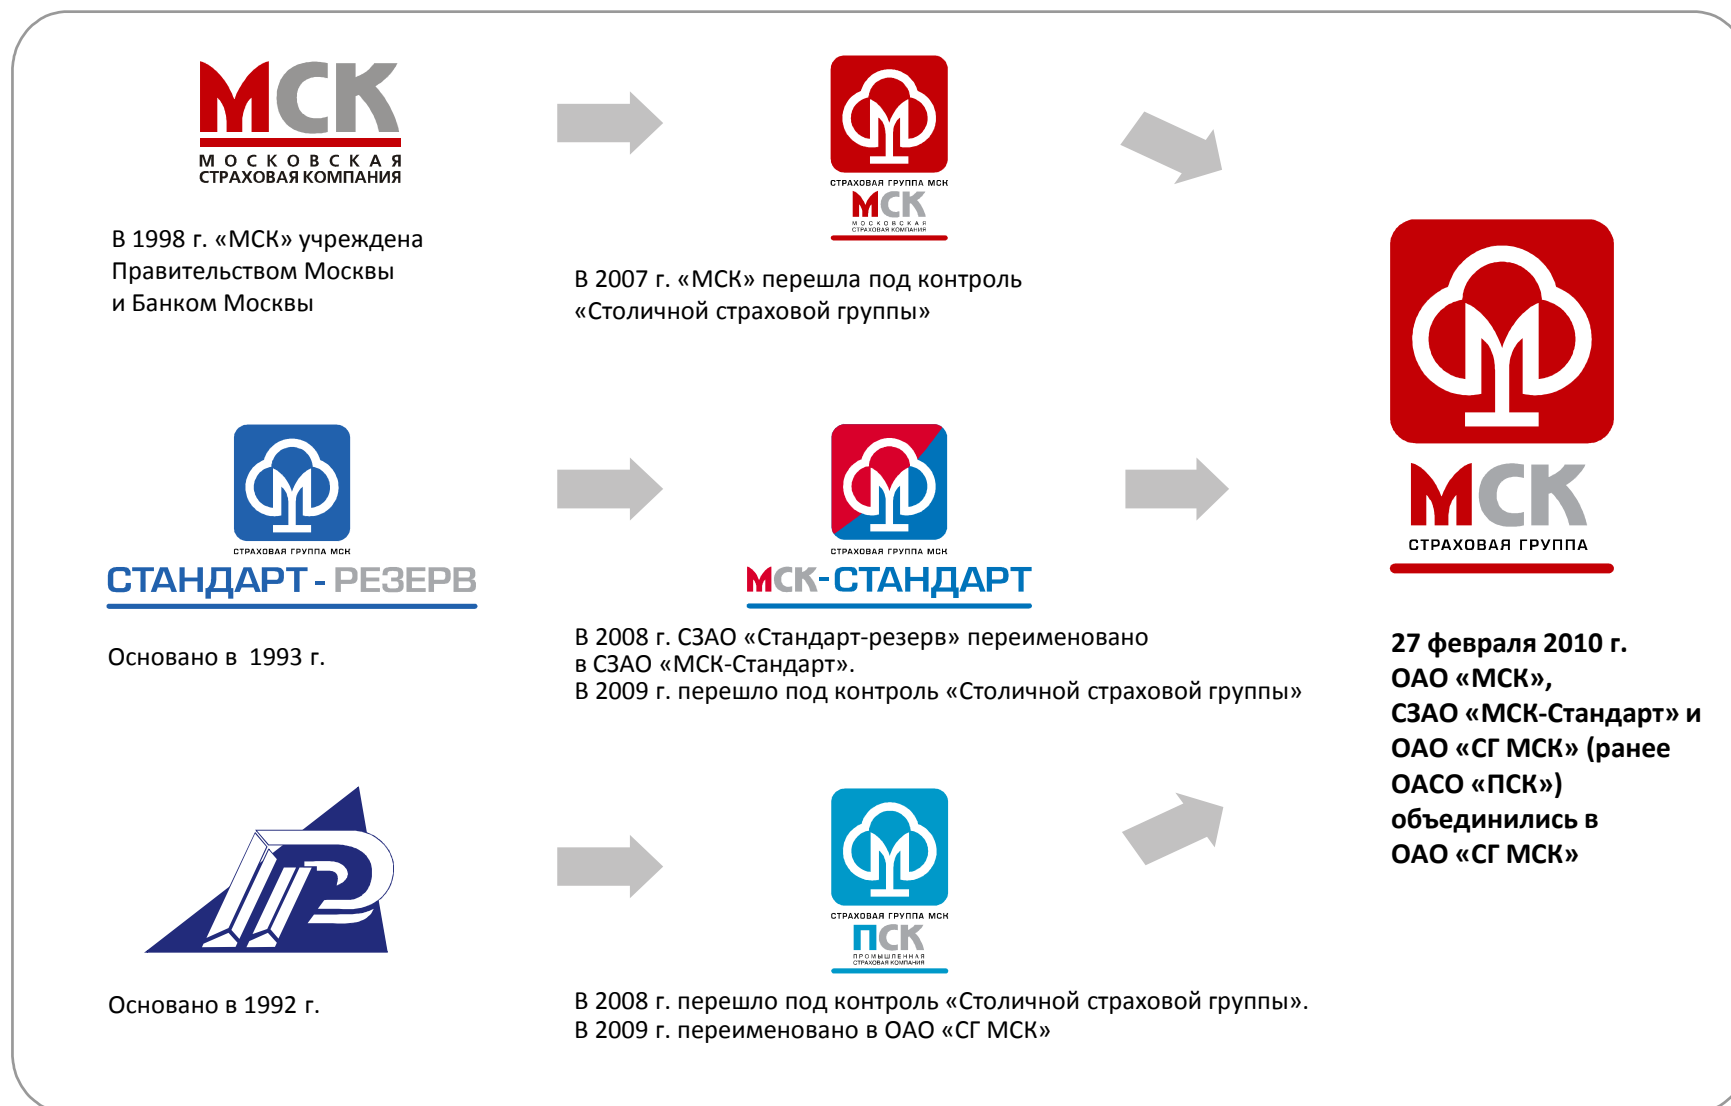 МСК
МОСКОВСКАЯ
СТРАХОВАЯ КОМПАНИЯ
В 1998 г. «МСК» учреждена
Правительством Москвы
и Банком Москвы
СТРАХОВАЯ ГРУППА МСК
МСК
МОСКОВСКАЯ
СТРАХОВАЯ КОМПАНИЯ
В 2007 г. «МСК» перешла под контроль
«Столичной страховой группы»
СТРАХОВАЯ ГРУППА МСК
СТАНДАРТ - РЕЗЕРВ
Основано в 1993 г.
СТРАХОВАЯ ГРУППА МСК
МСК-СТАНДАРТ
В 2008 г. СЗАО «Стандарт-резерв» переименовано
в СЗАО «МСК-Стандарт».
В 2009 г. перешло под контроль «Столичной страховой группы»
Основано в 1992 г.
СТРАХОВАЯ ГРУППА МСК
ПСК
ПРОМЫШЛЕННАЯ
СТРАХОВАЯ КОМПАНИЯ
В 2008 г. перешло под контроль «Столичной страховой группы».
В 2009 г. переименовано в ОАО «СГ МСК»
МСК
СТРАХОВАЯ ГРУППА
27 февраля 2010 г.
ОАО «МСК»,
СЗАО «МСК-Стандарт» и
ОАО «СГ МСК» (ранее
ОАСО «ПСК»)
объединились в
ОАО «СГ МСК»